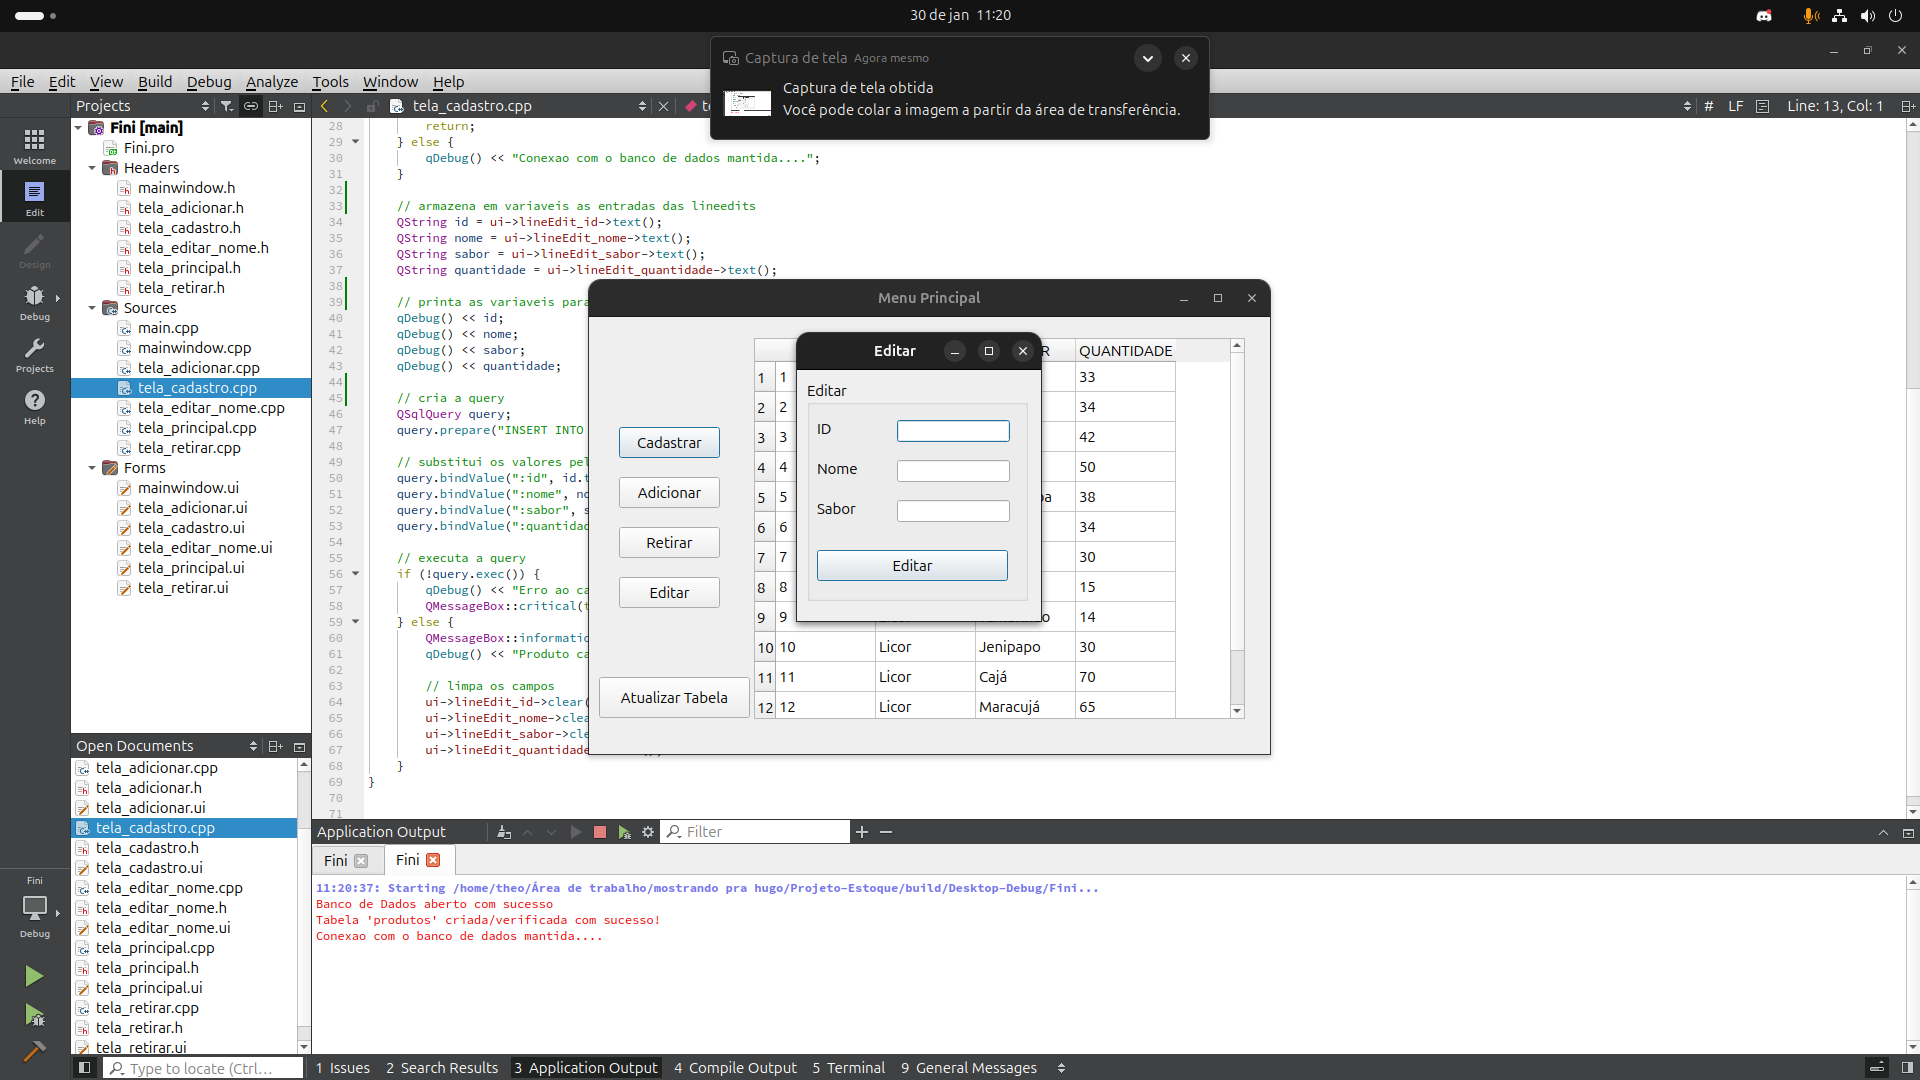 30 de jan 11:20
Captura de tela Agora mesmo
Captura de tela obtida
Você pode colar a imagem a partir da área de transferência.
File Edit View Build Debug Analyze Tools Window Help
Projects
tela_cadastro.cpp
# LF Line: 13, Col: 1
Welcome
Edit
Design
Debug
Projects
Help
Fini
Debug
Fini [main]
Fini.pro
Headers
mainwindow.h
tela_adicionar.h
tela_cadastro.h
tela_editar_nome.h
tela_principal.h
tela_retirar.h
Sources
main.cpp
mainwindow.cpp
tela_adicionar.cpp
tela_cadastro.cpp
tela_editar_nome.cpp
tela_principal.cpp
tela_retirar.cpp
Forms
mainwindow.ui
tela_adicionar.ui
tela_cadastro.ui
tela_editar_nome.ui
tela_principal.ui
tela_retirar.ui
Open Documents
tela_adicionar.cpp
tela_adicionar.h
tela_adicionar.ui
tela_cadastro.cpp
tela_cadastro.h
tela_cadastro.ui
tela_editar_nome.cpp
tela_editar_nome.h
tela_editar_nome.ui
tela_principal.cpp
tela_principal.h
tela_principal.ui
tela_retirar.cpp
tela_retirar.h
tela_retirar.ui
28 return;
29 } else {
30 qDebug() << "Conexao com o banco de dados mantida....";
31 }
32
33 // armazena em variaveis as entradas das lineedits
34 QString id = ui->lineEdit_id->text();
35 QString nome = ui->lineEdit_nome->text();
36 QString sabor = ui->lineEdit_sabor->text();
37 QString quantidade = ui->lineEdit_quantidade->text();
38
39 // printa as variaveis para
40 qDebug() << id;
41 qDebug() << nome;
42 qDebug() << sabor;
43 qDebug() << quantidade;
44
45 // cria a query
46 QSqlQuery query;
47 query.prepare("INSERT INTO
48
49 // substitui os valores pel
50 query.bindValue(":id", id.t
51 query.bindValue(":nome", no
52 query.bindValue(":sabor", s
53 query.bindValue(":quantidad
54
55 // executa a query
56 if (!query.exec()) {
57 qDebug() << "Erro ao ca
58 QMessageBox::critical(t
59 } else {
60 QMessageBox::informatio
61 qDebug() << "Produto ca
62
63 // limpa os campos
64 ui->lineEdit_id->clear(
65 ui->lineEdit_nome->clea
66 ui->lineEdit_sabor->cle
67 ui->lineEdit_quantidade
68 }
69 }
70
71
Menu Principal
Cadastrar
Adicionar
Retirar
Editar
Atualizar Tabela
R QUANTIDADE
1 1 33
2 2 34
3 3 42
4 4 50
5 5 pa 38
6 6 34
7 7 30
8 8 15
9 9 14
10 10 Licor Jenipapo 30
11 11 Licor Cajá 70
12 12 Licor Maracujá 65
Editar
Editar
ID
Nome
Sabor
Editar
Application Output
Filter
Fini
Fini
11:20:37: Starting /home/theo/Área de trabalho/mostrando pra hugo/Projeto-Estoque/build/Desktop-Debug/Fini...
Banco de Dados aberto com sucesso
Tabela 'produtos' criada/verificada com sucesso!
Conexao com o banco de dados mantida....
Type to locate (Ctrl...
1 Issues 2 Search Results 3 Application Output 4 Compile Output 5 Terminal 9 General Messages